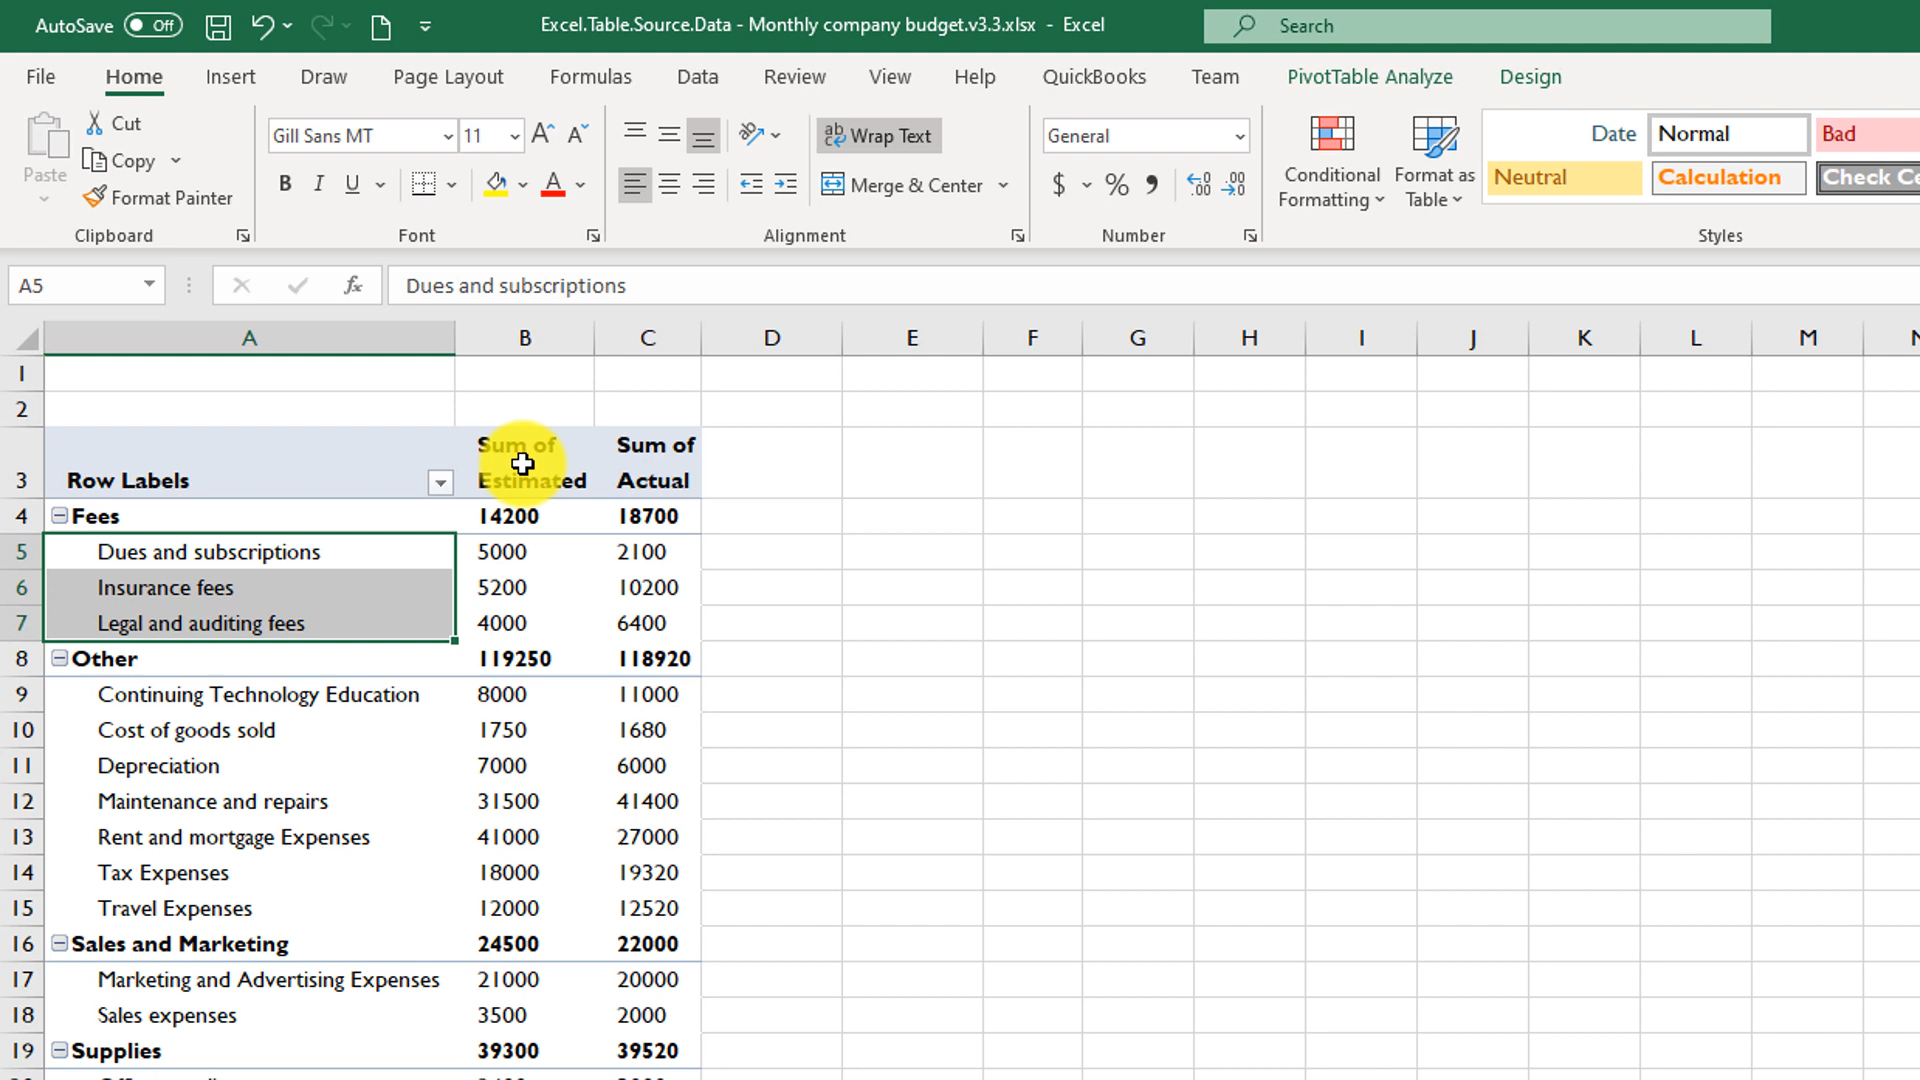 AutoSave Off Excel.Table.Source.Data - Monthly company budget.v3.3.xlsx - Excel Search
File Home Insert Draw Page Layout Formulas Data Review View Help QuickBooks Team PivotTable Analyze Design
Paste
Cut
Copy
Format Painter
Clipboard
Gill Sans MT 11
B I U
Font
Wrap Text
Merge & Center
Alignment
General
$ % 9
Number
Conditional Formatting
Format as Table
Date Normal Bad
Neutral Calculation Check
Styles
A5 fx Dues and subscriptions
A B C D E F G H I J K L M
1
2
3 Row Labels Sum of Estimated Sum of Actual
4 Fees 14200 18700
5 Dues and subscriptions 5000 2100
6 Insurance fees 5200 10200
7 Legal and auditing fees 4000 6400
8 Other 119250 118920
9 Continuing Technology Education 8000 11000
10 Cost of goods sold 1750 1680
11 Depreciation 7000 6000
12 Maintenance and repairs 31500 41400
13 Rent and mortgage Expenses 41000 27000
14 Tax Expenses 18000 19320
15 Travel Expenses 12000 12520
16 Sales and Marketing 24500 22000
17 Marketing and Advertising Expenses 21000 20000
18 Sales expenses 3500 2000
19 Supplies 39300 39520